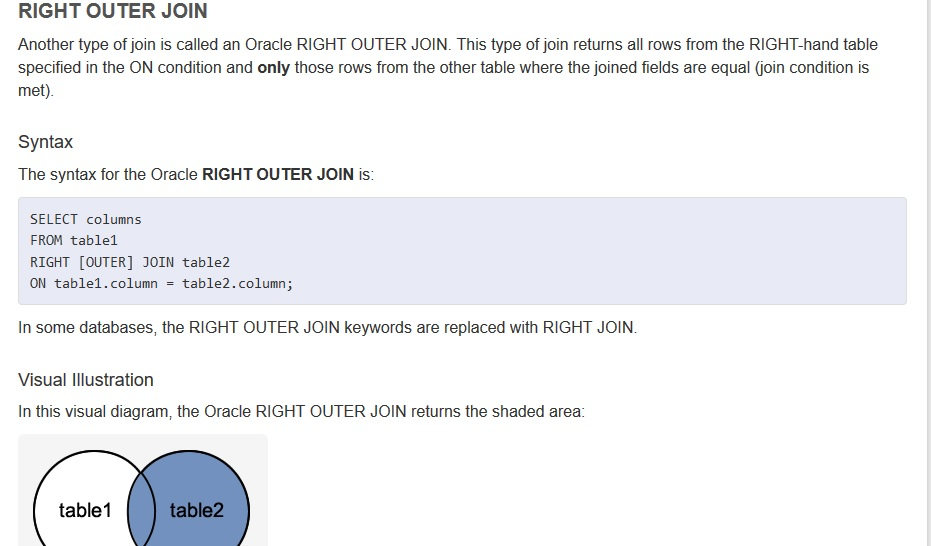 RIGHT OUTER JOIN
Another type of join is called an Oracle RIGHT OUTER JOIN. This type of join returns all rows from the RIGHT-hand table
specified in the ON condition and only those rows from the other table where the joined fields are equal (join condition is
met).
Syntax
The syntax for the Oracle RIGHT OUTER JOIN is:
SELECT columns
FROM table1
RIGHT [OUTER] JOIN table2
ON table1.column = table2.column;
In some databases, the RIGHT OUTER JOIN keywords are replaced with RIGHT JOIN.
Visual Illustration
In this visual diagram, the Oracle RIGHT OUTER JOIN returns the shaded area:
table1 table2